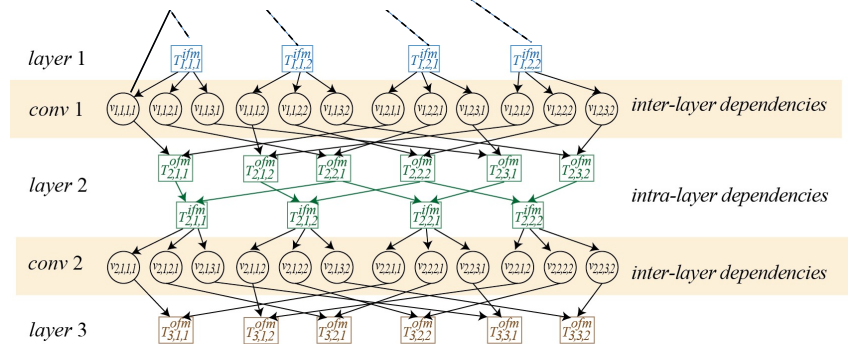 layer 1 T^{ifm}_{1,1,1} T^{ifm}_{1,1,2} T^{ifm}_{1,2,1} T^{ifm}_{1,2,2}
conv 1 v_{1,1,1,1} v_{1,1,2,1} v_{1,1,3,1} v_{1,1,1,2} v_{1,1,2,2} v_{1,1,3,2} v_{1,2,1,1} v_{1,2,2,1} v_{1,2,3,1} v_{1,2,1,2} v_{1,2,2,2} v_{1,2,3,2} inter-layer dependencies
T^{ofm}_{2,1,1} T^{ofm}_{2,1,2} T^{ofm}_{2,2,1} T^{ofm}_{2,2,2} T^{ofm}_{2,3,1} T^{ofm}_{2,3,2}
layer 2 intra-layer dependencies
T^{ifm}_{2,1,1} T^{ifm}_{2,1,2} T^{ifm}_{2,2,1} T^{ifm}_{2,2,2}
conv 2 v_{2,1,1,1} v_{2,1,2,1} v_{2,1,3,1} v_{2,1,1,2} v_{2,1,2,2} v_{2,1,3,2} v_{2,2,1,1} v_{2,2,2,1} v_{2,2,3,1} v_{2,2,1,2} v_{2,2,2,2} v_{2,2,3,2} inter-layer dependencies
layer 3 T^{ofm}_{3,1,1} T^{ofm}_{3,1,2} T^{ofm}_{3,2,1} T^{ofm}_{3,2,2} T^{ofm}_{3,3,1} T^{ofm}_{3,3,2}